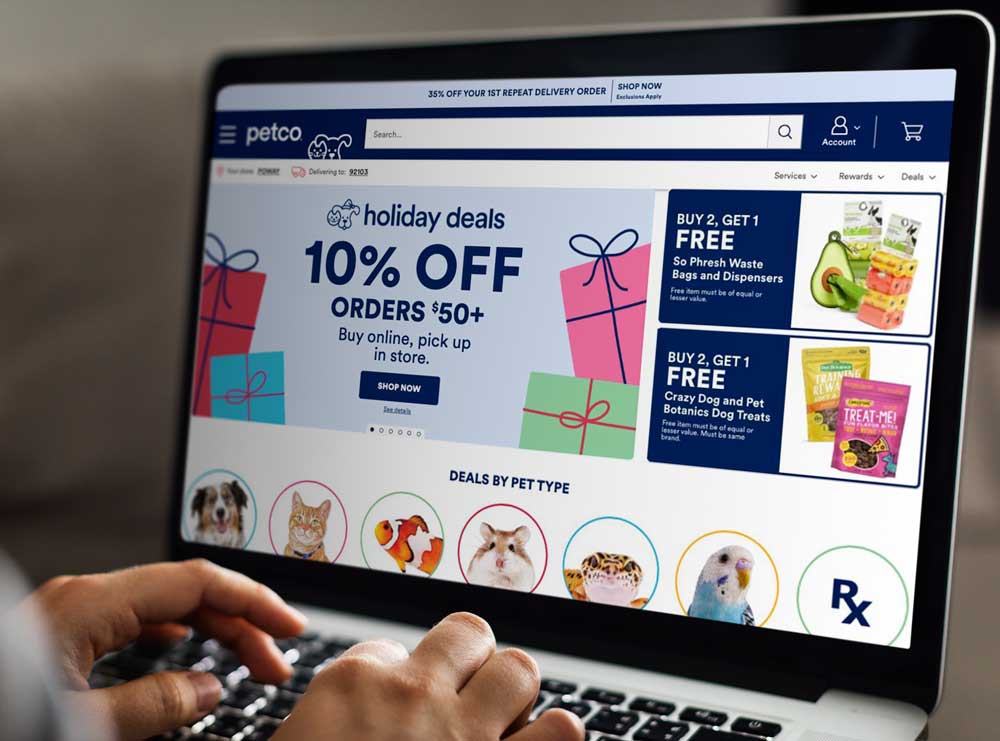 35% OFF YOUR 1ST REPEAT DELIVERY ORDER
SHOP NOW
Exclusions Apply
petco
Search...
Account
Your store: POWAY
Delivering to: 92103
Services
Rewards
Deals
holiday deals
10% OFF
ORDERS $50+
Buy online, pick up
in store.
SHOP NOW
See details
BUY 2, GET 1
FREE
So Phresh Waste
Bags and Dispensers
Free item must be of equal or
lesser value.
BUY 2, GET 1
FREE
Crazy Dog and Pet
Botanics Dog Treats
Free item must be of equal or
lesser value. Must be same
brand.
TRAINING
REWA
TREAT-ME!
DEALS BY PET TYPE
Rx